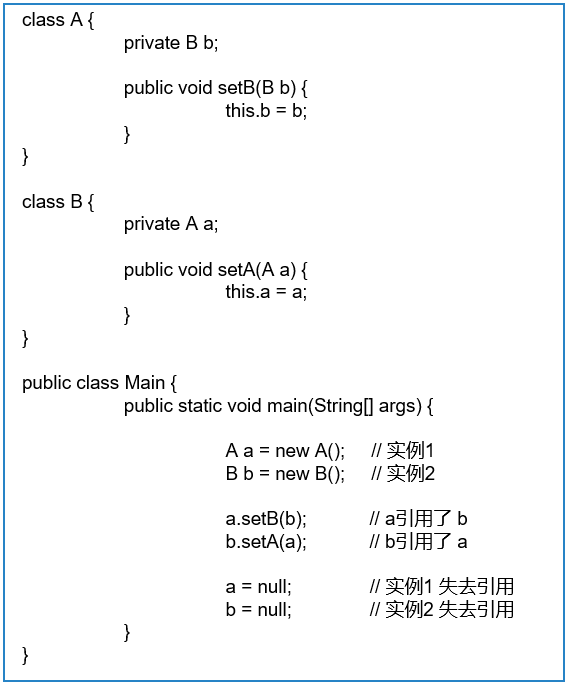 class A {
private B b;
public void setB(B b) {
this.b = b;
}
}
class B {
private A a;
public void setA(A a) {
this.a = a;
}
}
public class Main {
public static void main(String[] args) {
A a = new A(); // 实例1
B b = new B(); // 实例2
a.setB(b); // a引用了 b
b.setA(a); // b引用了 a
a = null; // 实例1 失去引用
b = null; // 实例2 失去引用
}
}